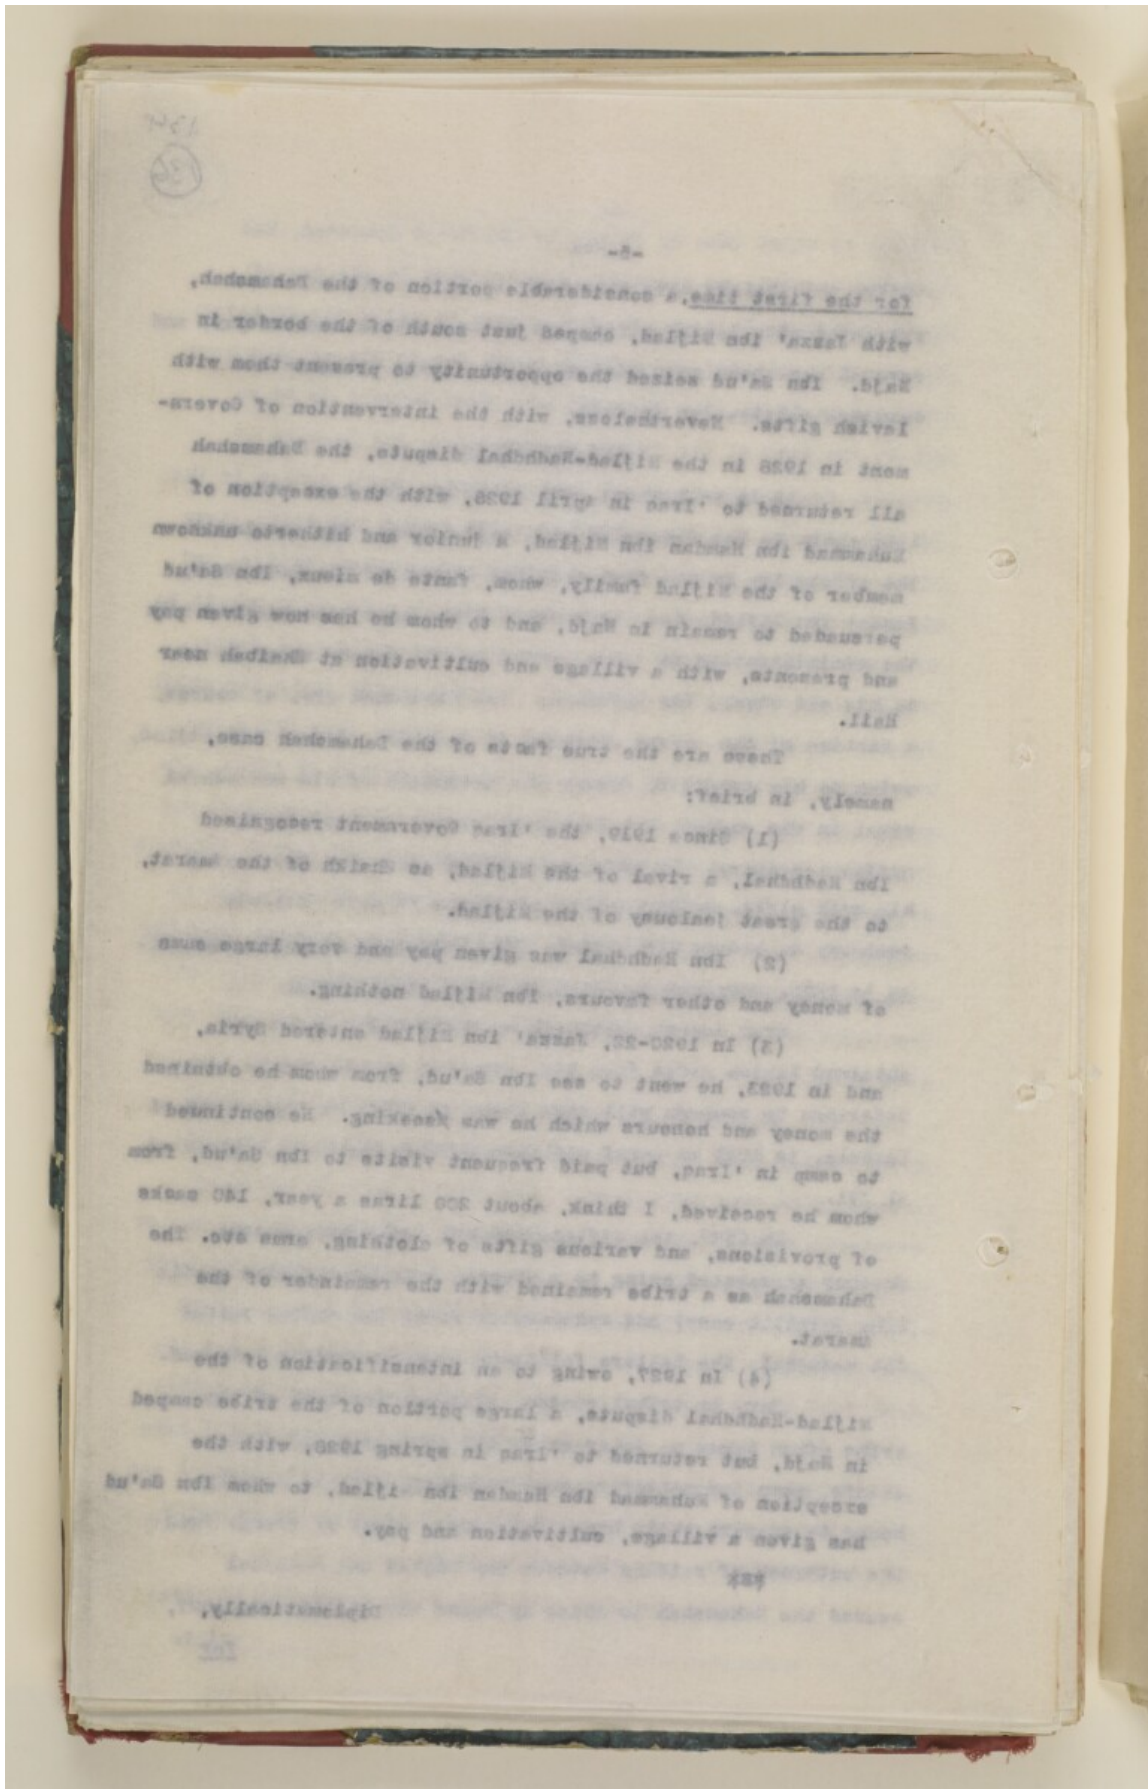 -5-
for the first time, a considerable portion of the Dahamshah,
with Jazza' ibn Mijlad, camped just south of the border in
Najd. Ibn Sa'ud seized the opportunity to present them with
lavish gifts. Nevertheless, with the intervention of Govern-
ment in 1928 in the Mijlad-Hadhdhal dispute, the Dahamshah
all returned to 'Iraq in April 1928, with the exception of
Muhammad ibn Hamdan ibn Mijlad, a junior and hitherto unknown
member of the Mijlad family, whom, faute de mieux, Ibn Sa'ud
persuaded to remain in Najd, and to whom he has now given pay
and presents, with a village and cultivation at Shaibah near
Hail.
These are the true facts of the Dahamshah case,
namely, in brief:
(1) Since 1919, the 'Iraq Government recognised
Ibn Hadhdhal, a rival of the Mijlad, as Shaikh of the Amarat,
to the great jealousy of the Mijlad.
(2) Ibn Hadhdhal was given pay and very large sums
of money and other favours, Ibn Mijlad nothing.
(3) In 1920-22, Jazza' ibn Mijlad entered Syria,
and in 1923, he went to see Ibn Sa'ud, from whom he obtained
the money and honours which he was seeking. He continued
to camp in 'Iraq, but paid frequent visits to Ibn Sa'ud, from
whom he received, I think, about 200 liras a year, 140 sacks
of provisions, and various gifts of clothing, arms etc. The
Dahamshah as a tribe remained with the remainder of the
Amarat.
(4) In 1927, owing to an intensification of the
Mijlad-Hadhdhal dispute, a large portion of the tribe camped
in Najd, but returned to 'Iraq in spring 1928, with the
exception of Muhammad ibn Hamdan ibn Mijlad, to whom Ibn Sa'ud
has given a village, cultivation and pay.
Diplomatically,